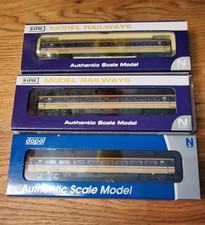 DAPOL
MODEL RAILWAYS
Authentic Scale Model
N
DAPOL
MODEL RAILWAYS
Authentic Scale Model
N
dapol
N
Authentic Scale Model